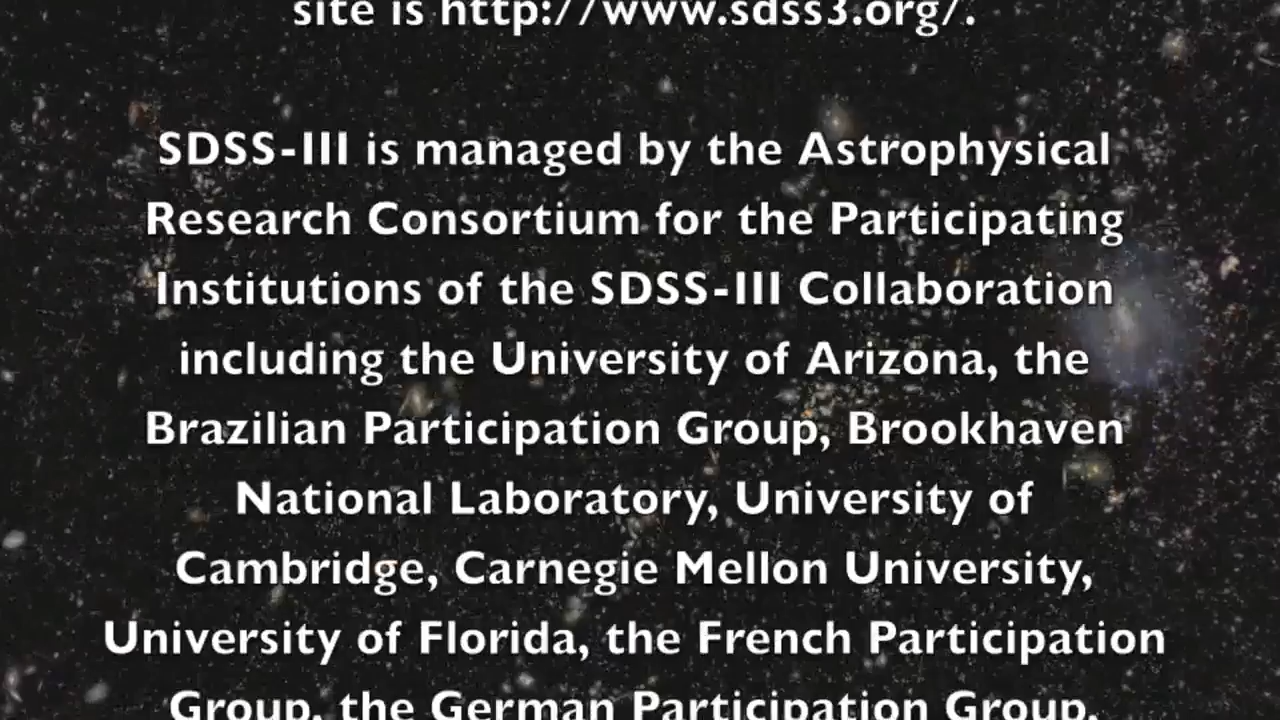 site is http://www.sdss3.org/.
SDSS-III is managed by the Astrophysical
Research Consortium for the Participating
Institutions of the SDSS-III Collaboration
including the University of Arizona, the
Brazilian Participation Group, Brookhaven
National Laboratory, University of
Cambridge, Carnegie Mellon University,
University of Florida, the French Participation
Group, the German Participation Group,